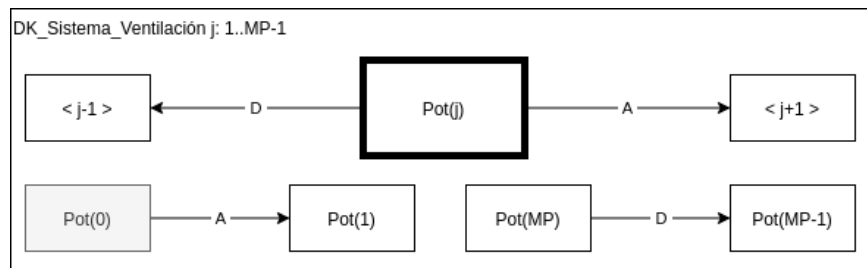 DK_Sistema_Ventilación j: 1..MP-1
< j-1 >
D
Pot(j)
A
< j+1 >
Pot(0)
A
Pot(1)
Pot(MP)
D
Pot(MP-1)